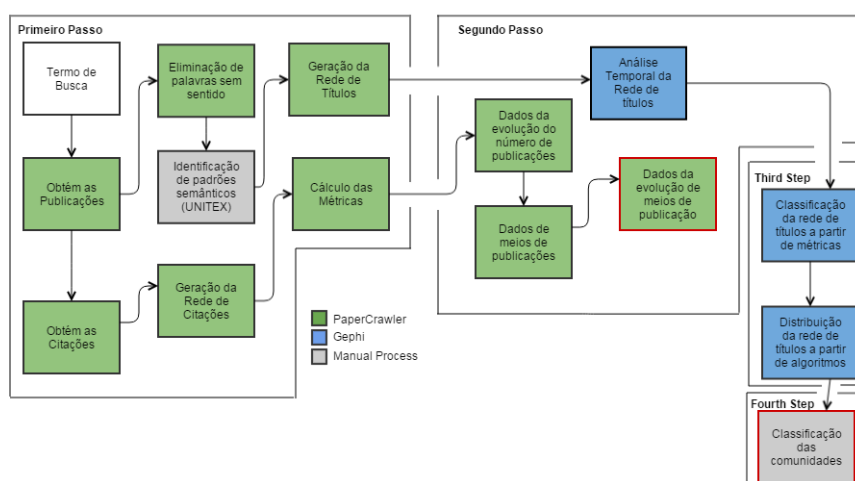 Primeiro Passo
Termo de
Busca
Eliminação de
palavras sem
sentido
Geração da
Rede de
Títulos
Obtêm as
Publicações
Identificação
de padrões
semânticos
(UNITEX)
Cálculo das
Métricas
Obtêm as
Citações
Geração da
Rede de
Citações
PaperCrawler
Gephi
Manual Process
Segundo Passo
Análise
Temporal da
Rede de
títulos
Dados da
evolução do
número de
publicações
Dados de
meios de
publicações
Dados da
evolução de
meios de
publicação
Third Step
Classificação
da rede de
títulos a partir
de métricas
Distribuição
da rede de
títulos a partir
de algoritmos
Fourth Step
Classificação
das
comunidades